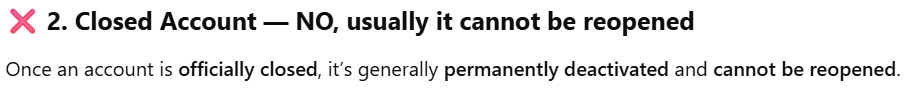 ❌ 2. Closed Account — NO, usually it cannot be reopened
Once an account is officially closed, it’s generally permanently deactivated and cannot be reopened.